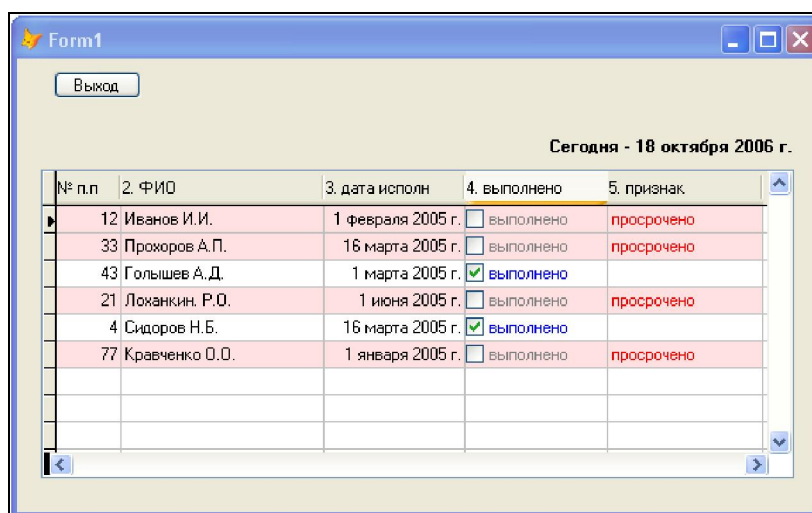 Form1
Выход
Сегодня - 18 октября 2006 г.
№ п.п 2. ФИО 3. дата исполн 4. выполнено 5. признак
12 Иванов И.И. 1 февраля 2005 г. выполнено просрочено
33 Прохоров А.П. 16 марта 2005 г. выполнено просрочено
43 Голышев А.Д. 1 марта 2005 г. выполнено
21 Лоханкин. Р.О. 1 июня 2005 г. выполнено просрочено
4 Сидоров Н.Б. 16 марта 2005 г. выполнено
77 Кравченко О.О. 1 января 2005 г. выполнено просрочено